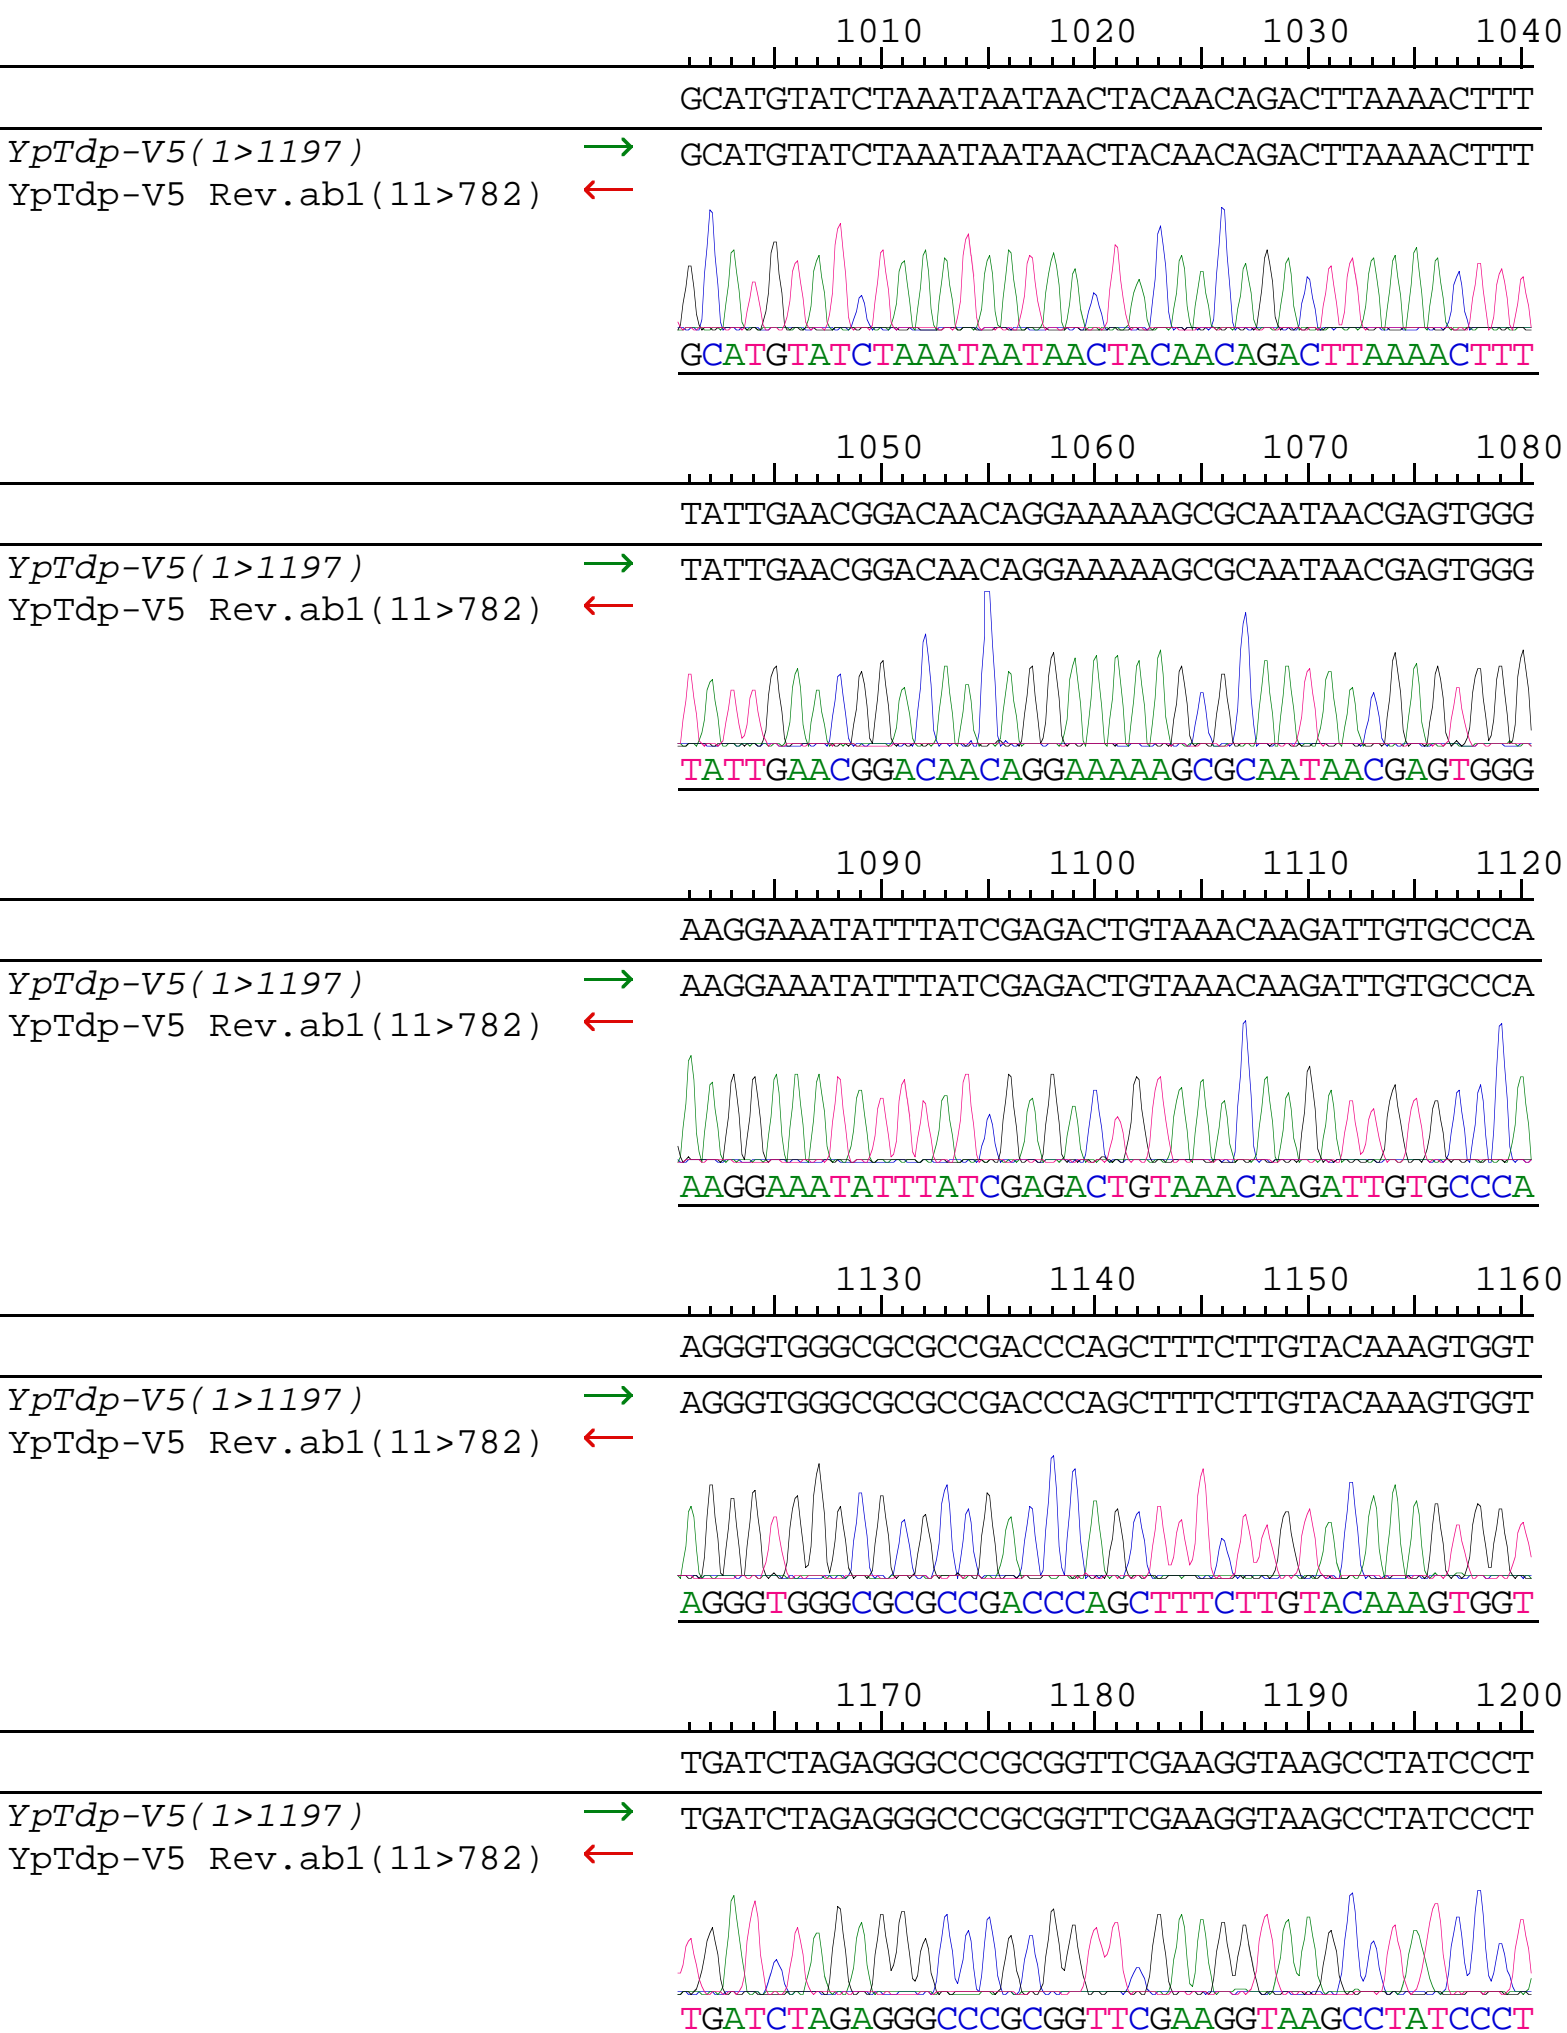 1010 1020 1030 1040
GCATGTATCTAAATAATAACTACAACAGACTTAAAACTTT
YpTdp-V5(1>1197) → GCATGTATCTAAATAATAACTACAACAGACTTAAAACTTT
YpTdp-V5 Rev.ab1(11>782) ←
GCATGTATCTAAATAATAACTACAACAGACTTAAAACTTT
1050 1060 1070 1080
TATTGAACGGACAACAGGAAAAAGCGCAATAACGAGTGGG
YpTdp-V5(1>1197) → TATTGAACGGACAACAGGAAAAAGCGCAATAACGAGTGGG
YpTdp-V5 Rev.ab1(11>782) ←
TATTGAACGGACAACAGGAAAAAGCGCAATAACGAGTGGG
1090 1100 1110 1120
AAGGAAATATTTATCGAGACTGTAAACAAGATTGTGCCCA
YpTdp-V5(1>1197) → AAGGAAATATTTATCGAGACTGTAAACAAGATTGTGCCCA
YpTdp-V5 Rev.ab1(11>782) ←
AAGGAAATATTTATCGAGACTGTAAACAAGATTGTGCCCA
1130 1140 1150 1160
AGGGTGGGCGCGCCGACCCAGCTTTCTTGTACAAAGTGGT
YpTdp-V5(1>1197) → AGGGTGGGCGCGCCGACCCAGCTTTCTTGTACAAAGTGGT
YpTdp-V5 Rev.ab1(11>782) ←
AGGGTGGGCGCGCCGACCCAGCTTTCTTGTACAAAGTGGT
1170 1180 1190 1200
TGATCTAGAGGGCCCGCGGTTCGAAGGTAAGCCTATCCCT
YpTdp-V5(1>1197) → TGATCTAGAGGGCCCGCGGTTCGAAGGTAAGCCTATCCCT
YpTdp-V5 Rev.ab1(11>782) ←
TGATCTAGAGGGCCCGCGGTTCGAAGGTAAGCCTATCCCT